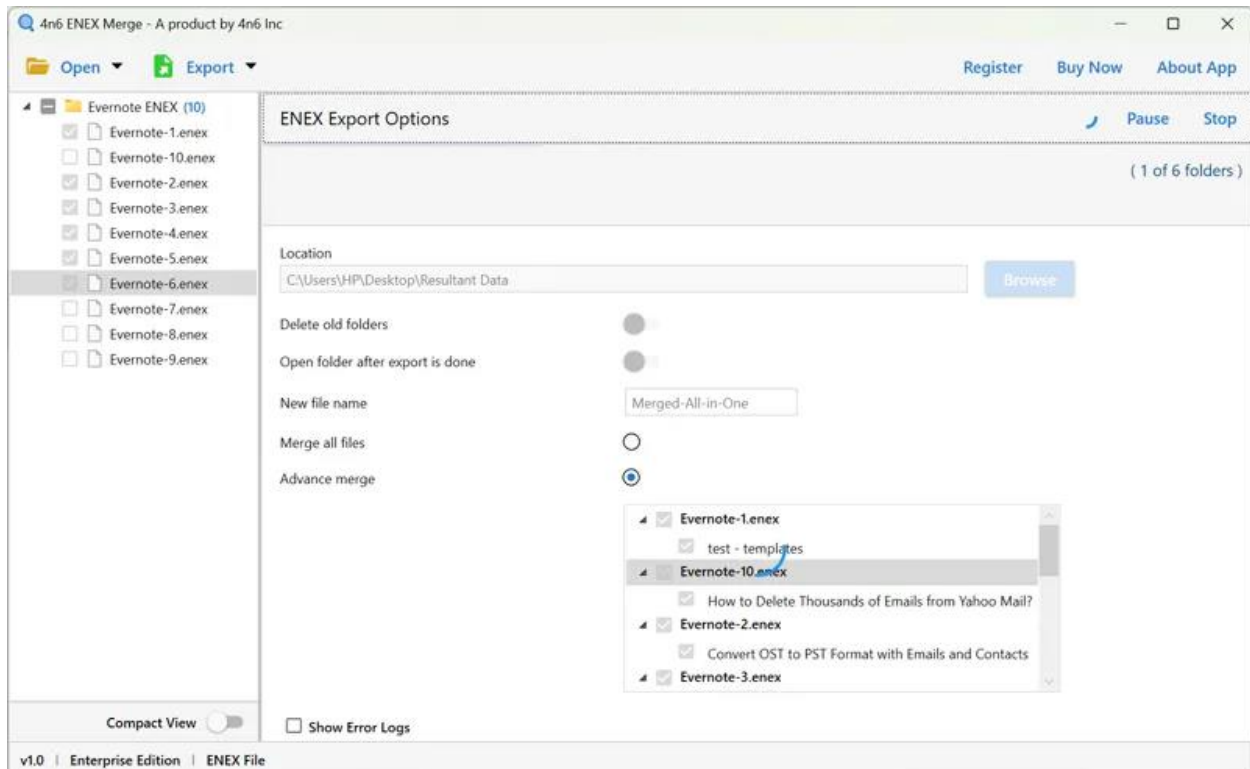 4n6 ENEX Merge - A product by 4n6 Inc
Open Export Register Buy Now About App
Evernote ENEX (10)
Evernote-1.enex
Evernote-10.enex
Evernote-2.enex
Evernote-3.enex
Evernote-4.enex
Evernote-5.enex
Evernote-6.enex
Evernote-7.enex
Evernote-8.enex
Evernote-9.enex
Compact View
ENEX Export Options Pause Stop
( 1 of 6 folders )
Location
C:\Users\HP\Desktop\Resultant Data Browse
Delete old folders
Open folder after export is done
New file name Merged-All-in-One
Merge all files
Advance merge
Evernote-1.enex
test - templates
Evernote-10.enex
How to Delete Thousands of Emails from Yahoo Mail?
Evernote-2.enex
Convert OST to PST Format with Emails and Contacts
Evernote-3.enex
Show Error Logs
v1.0 | Enterprise Edition | ENEX File